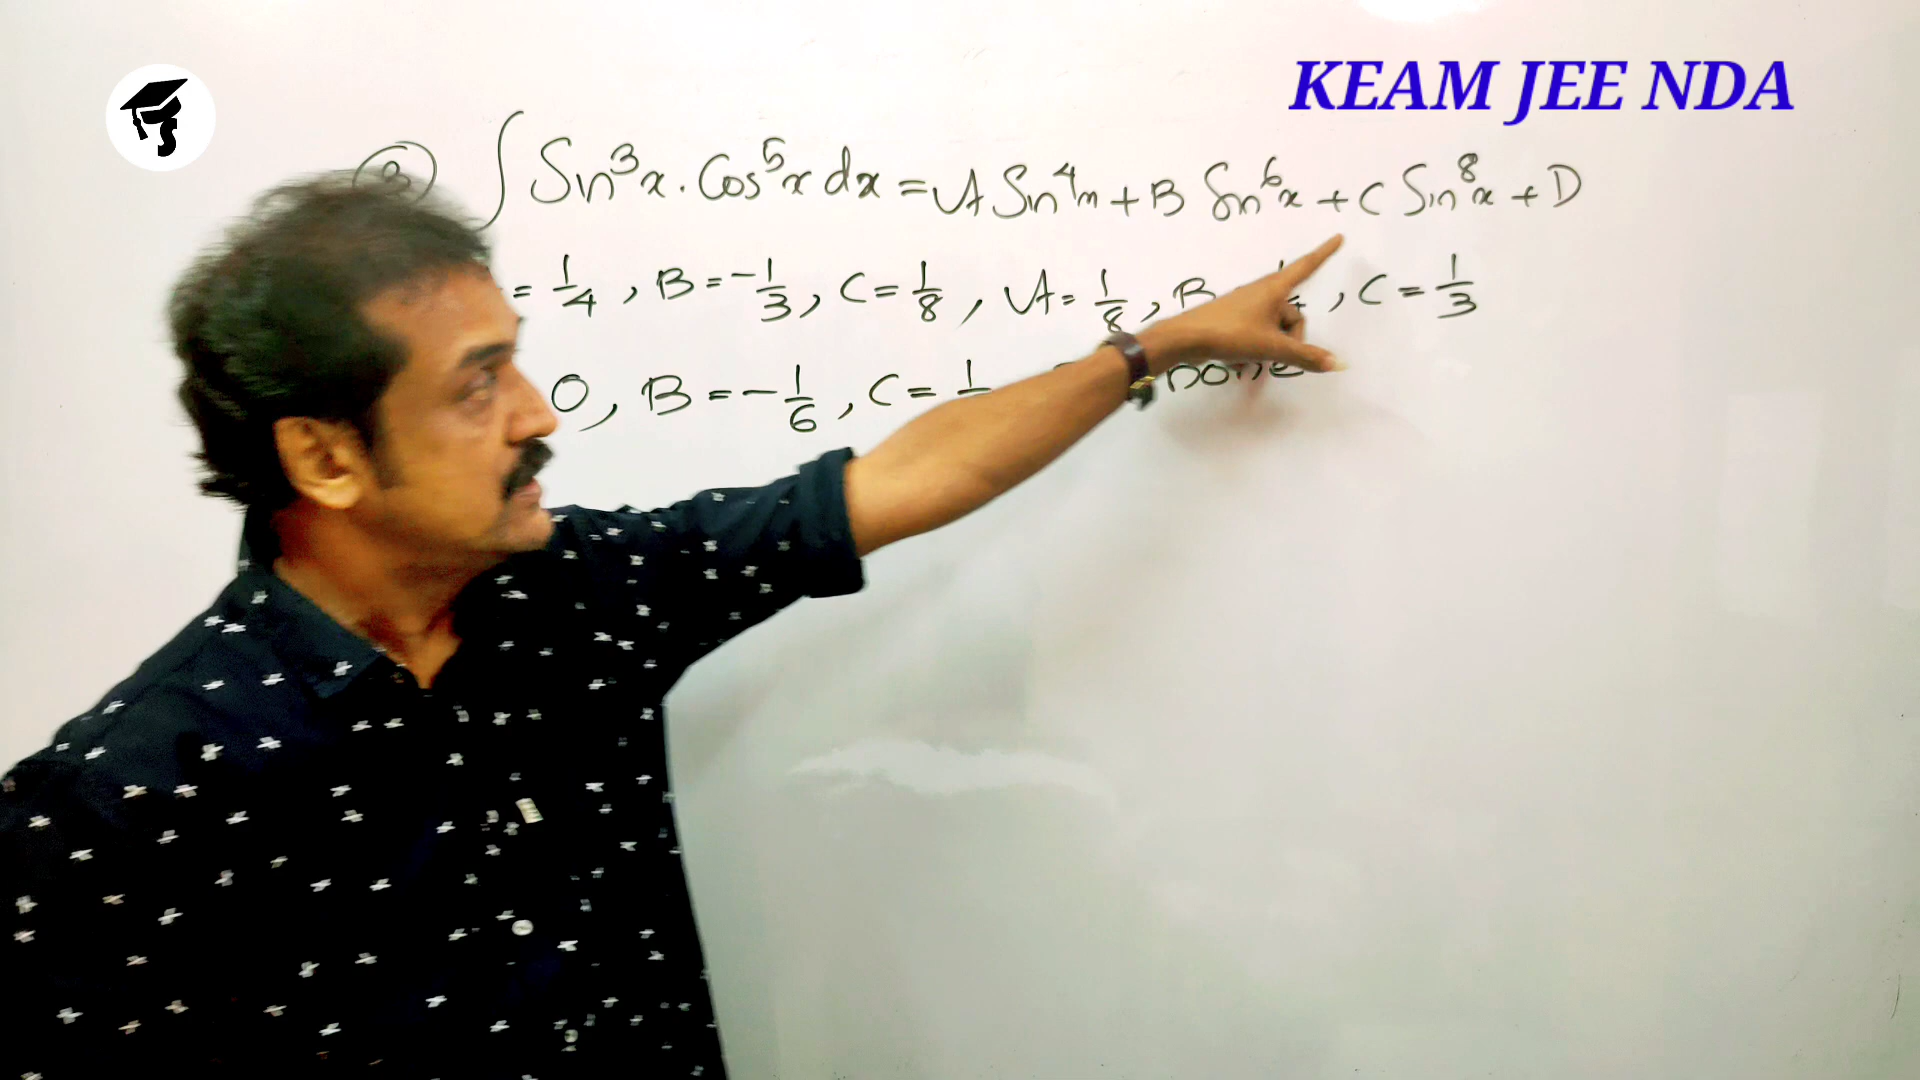 KEAM JEE NDA
③ ∫ Sin³x . Cos⁵x dx = A Sin⁴x + B Sin⁶x + C Sin⁸x + D
= 1/4 , B = -1/3 , C = 1/8 , A = 1/8 , B , C = 1/3
0 , B = - 1/6 , C = none